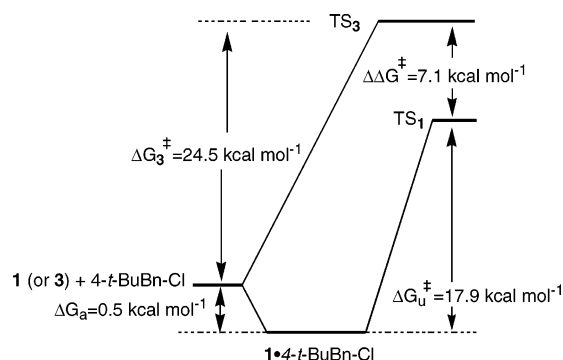 TS3
ΔΔG‡=7.1 kcal mol-1
TS1
ΔG3‡=24.5 kcal mol-1
1 (or 3) + 4-t-BuBn-Cl
ΔGa=0.5 kcal mol-1
ΔGu‡=17.9 kcal mol-1
1•4-t-BuBn-Cl